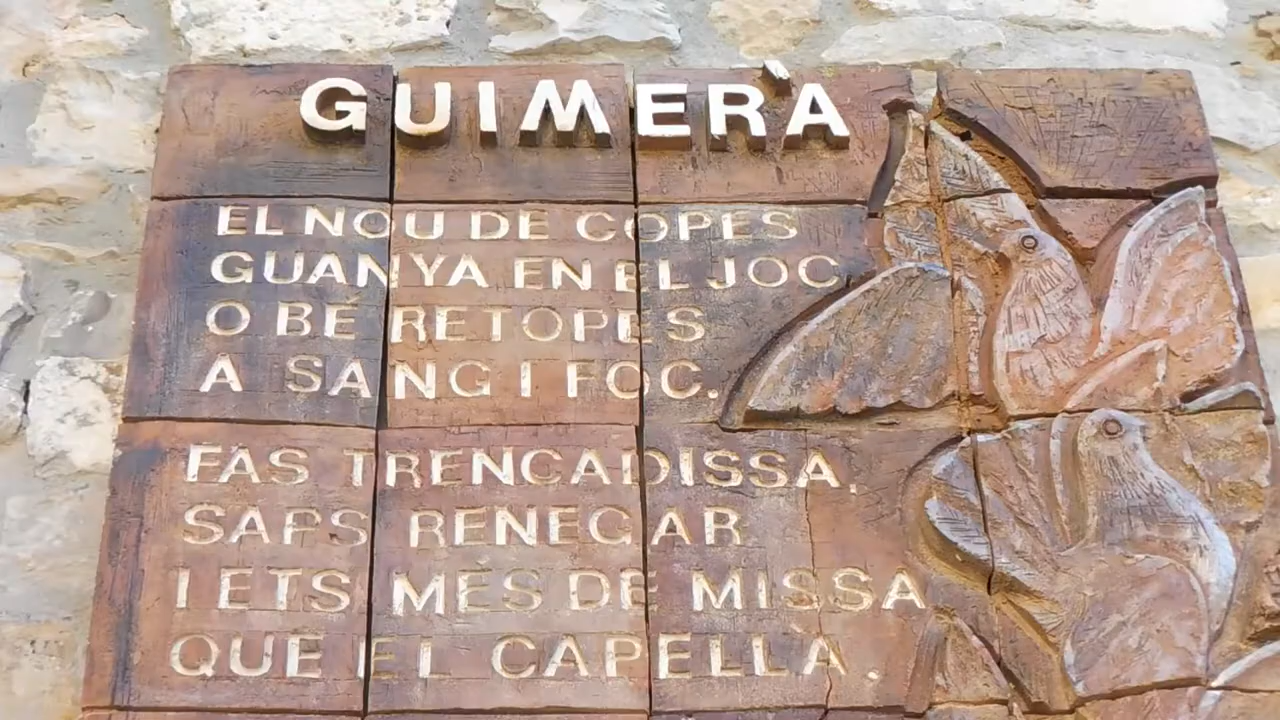 GUIMERÀ
EL NOU DE COPES
GUANYA EN EL JOC
O BÉ RETOPES
A SANG I FOC.
FAS TRENCADISSA,
SAPS RENEGAR
I ETS MÉS DE MISSA
QUE EL CAPELLÀ.